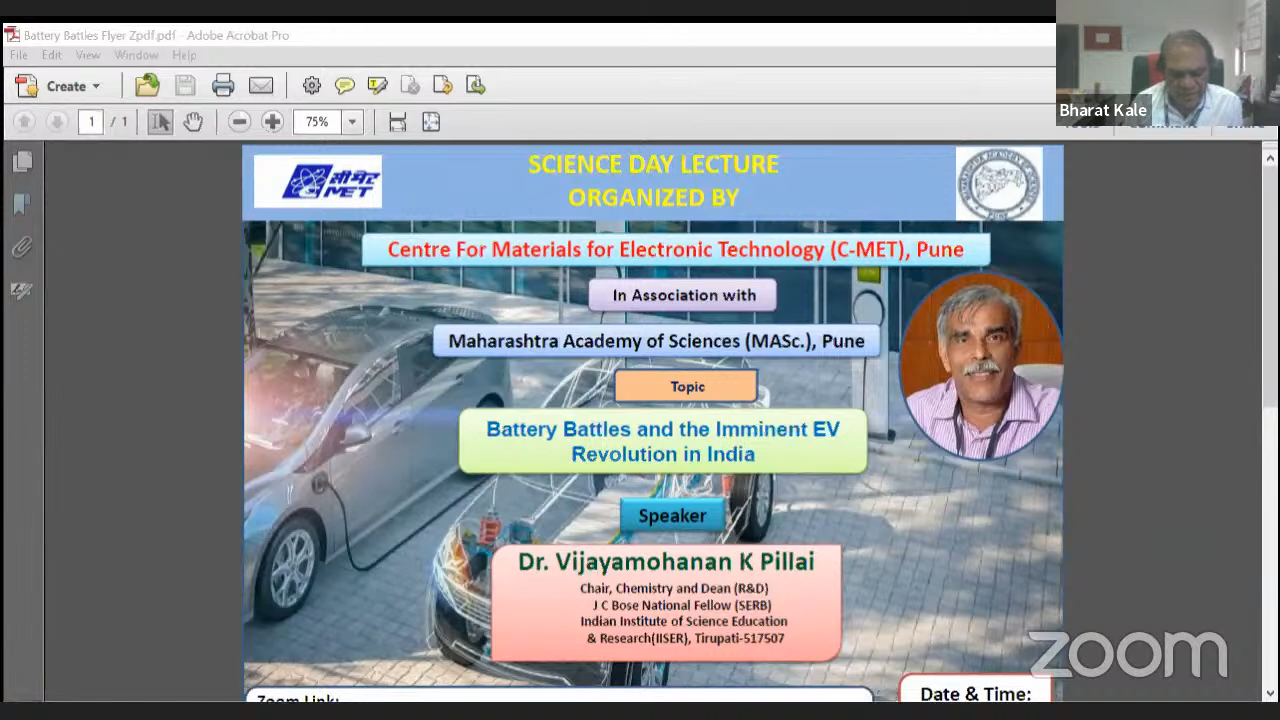 Battery Battles Flyer Zpdf.pdf - Adobe Acrobat Pro
File Edit View Window Help
Create
1 / 1
75%
Bharat Kale
सीमेट
MET
SCIENCE DAY LECTURE
ORGANIZED BY
Centre For Materials for Electronic Technology (C-MET), Pune
In Association with
Maharashtra Academy of Sciences (MASc.), Pune
Topic
Battery Battles and the Imminent EV
Revolution in India
Speaker
Dr. Vijayamohanan K Pillai
Chair, Chemistry and Dean (R&D)
J C Bose National Fellow (SERB)
Indian Institute of Science Education
& Research(IISER), Tirupati-517507
zoom
Zoom Link:
Date & Time: